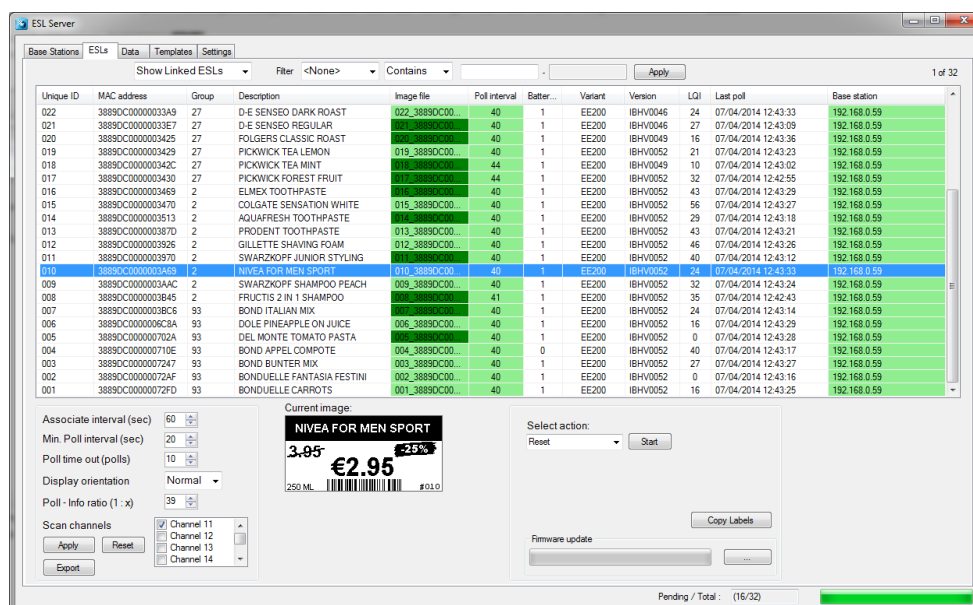 ESL Server
Base Stations ESLs Data Templates Settings
Show Linked ESLs Filter <None> Contains - Apply 1 of 32
Unique ID MAC address Group Description Image file Poll interval Batter... Variant Version LQI Last poll Base station
022 3889DC00000033A9 27 D-E SENSEO DARK ROAST 022_3889DC00... 40 1 EE200 IBHV0046 24 07/04/2014 12:43:33 192.168.0.59
021 3889DC00000033E7 27 D-E SENSEO REGULAR 021_3889DC00... 40 1 EE200 IBHV0046 27 07/04/2014 12:43:09 192.168.0.59
020 3889DC0000003425 27 FOLGERS CLASSIC ROAST 020_3889DC00... 40 1 EE200 IBHV0049 16 07/04/2014 12:43:36 192.168.0.59
019 3889DC0000003429 27 PICKWICK TEA LEMON 019_3889DC00... 40 1 EE200 IBHV0052 21 07/04/2014 12:43:23 192.168.0.59
018 3889DC000000342C 27 PICKWICK TEA MINT 018_3889DC00... 44 1 EE200 IBHV0049 10 07/04/2014 12:43:02 192.168.0.59
017 3889DC0000003430 27 PICKWICK FOREST FRUIT 017_3889DC00... 44 1 EE200 IBHV0052 32 07/04/2014 12:42:55 192.168.0.59
016 3889DC0000003469 2 ELMEX TOOTHPASTE 016_3889DC00... 40 1 EE200 IBHV0052 43 07/04/2014 12:43:29 192.168.0.59
015 3889DC0000003470 2 COLGATE SENSATION WHITE 015_3889DC00... 40 1 EE200 IBHV0052 56 07/04/2014 12:43:27 192.168.0.59
014 3889DC0000003513 2 AQUAFRESH TOOTHPASTE 014_3889DC00... 40 1 EE200 IBHV0052 29 07/04/2014 12:43:18 192.168.0.59
013 3889DC000000387D 2 PRODENT TOOTHPASTE 013_3889DC00... 40 1 EE200 IBHV0052 43 07/04/2014 12:43:21 192.168.0.59
012 3889DC0000003926 2 GILLETTE SHAVING FOAM 012_3889DC00... 40 1 EE200 IBHV0052 46 07/04/2014 12:43:26 192.168.0.59
011 3889DC0000003970 2 SWARZKOPF JUNIOR STYLING 011_3889DC00... 40 1 EE200 IBHV0052 40 07/04/2014 12:43:12 192.168.0.59
010 3889DC0000003A69 2 NIVEA FOR MEN SPORT 010_3889DC00... 40 1 EE200 IBHV0052 24 07/04/2014 12:43:33 192.168.0.59
009 3889DC0000003AAC 2 SWARZKOPF SHAMPOO PEACH 009_3889DC00... 40 1 EE200 IBHV0052 32 07/04/2014 12:43:24 192.168.0.59
008 3889DC0000003B45 2 FRUCTIS 2 IN 1 SHAMPOO 008_3889DC00... 41 1 EE200 IBHV0052 35 07/04/2014 12:42:43 192.168.0.59
007 3889DC0000003BC6 93 BOND ITALIAN MIX 007_3889DC00... 40 1 EE200 IBHV0052 24 07/04/2014 12:43:14 192.168.0.59
006 3889DC0000006C8A 93 DOLE PINEAPPLE ON JUICE 006_3889DC00... 40 1 EE200 IBHV0052 16 07/04/2014 12:43:29 192.168.0.59
005 3889DC000000702A 93 DEL MONTE TOMATO PASTA 005_3889DC00... 40 1 EE200 IBHV0052 0 07/04/2014 12:43:28 192.168.0.59
004 3889DC000000710E 93 BOND APPEL COMPOTE 004_3889DC00... 40 0 EE200 IBHV0052 40 07/04/2014 12:43:17 192.168.0.59
003 3889DC0000007247 93 BOND BUNTER MIX 003_3889DC00... 40 1 EE200 IBHV0052 27 07/04/2014 12:43:27 192.168.0.59
002 3889DC00000072AF 93 BONDUELLE FANTASIA FESTINI 002_3889DC00... 40 1 EE200 IBHV0052 0 07/04/2014 12:43:16 192.168.0.59
001 3889DC00000072FD 93 BONDUELLE CARROTS 001_3889DC00... 40 1 EE200 IBHV0052 16 07/04/2014 12:43:25 192.168.0.59
Associate interval (sec) 60
Min. Poll interval (sec) 20
Poll time out (polls) 10
Display orientation Normal
Poll - Info ratio (1 : x) 39
Scan channels
Channel 11
Channel 12
Channel 13
Channel 14
Apply Reset
Export
Current image:
NIVEA FOR MEN SPORT
3.95 -25%
€2.95
250 ML #010
Select action:
Reset Start
Copy Labels
Firmware update
...
Pending / Total : (16/32)